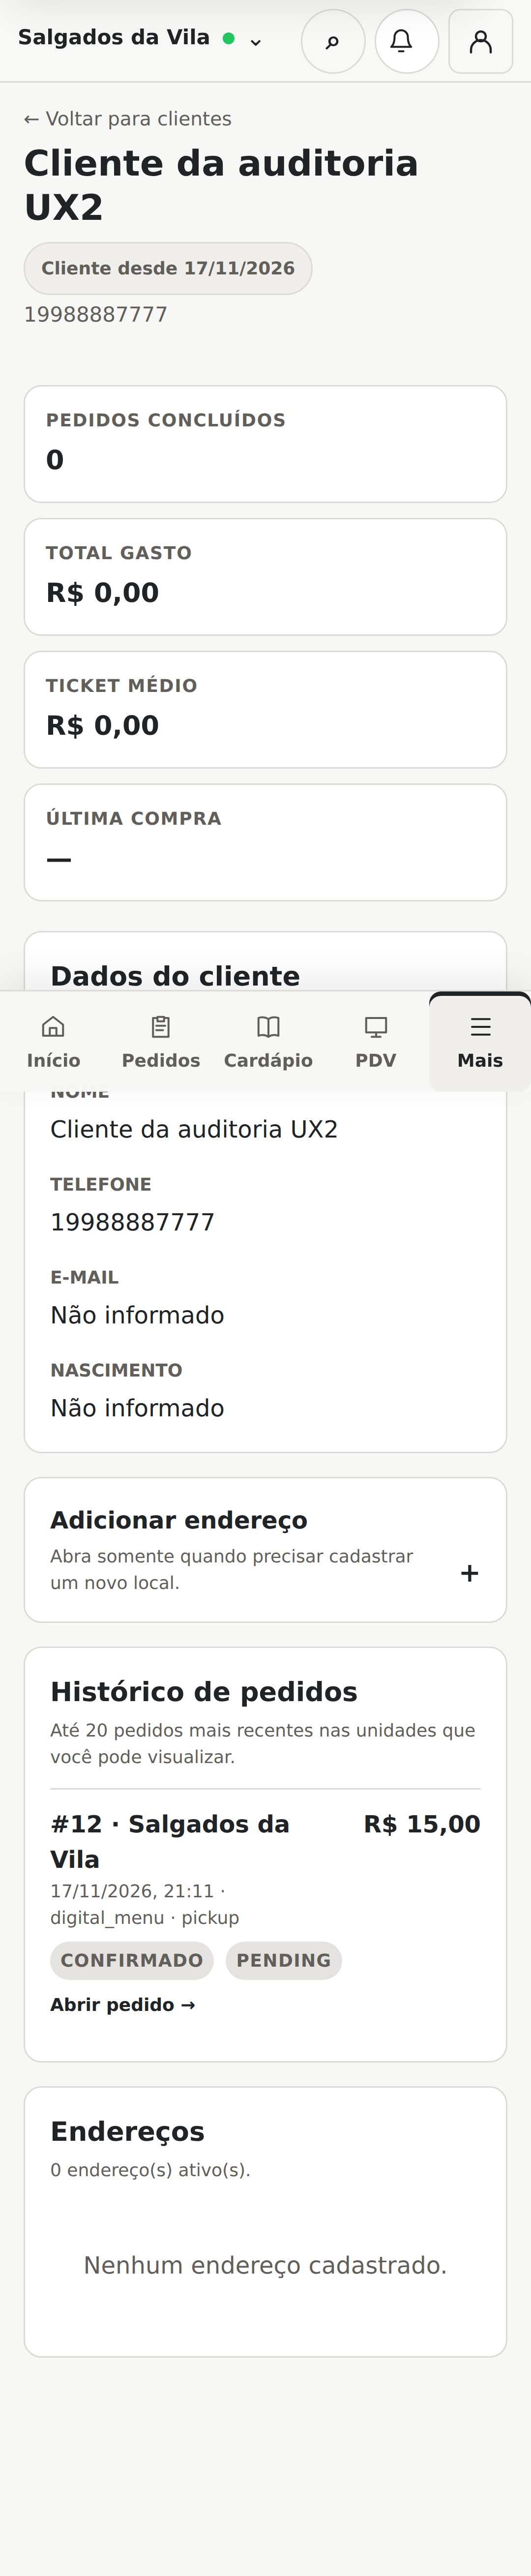 Salgados da Vila
← Voltar para clientes
Cliente da auditoria
UX2
Cliente desde 17/11/2026
19988887777
PEDIDOS CONCLUÍDOS
0
TOTAL GASTO
R$ 0,00
TICKET MÉDIO
R$ 0,00
ÚLTIMA COMPRA
—
Dados do cliente
Início
Pedidos
Cardápio
PDV
Mais
NOME
Cliente da auditoria UX2
TELEFONE
19988887777
E-MAIL
Não informado
NASCIMENTO
Não informado
Adicionar endereço
Abra somente quando precisar cadastrar
um novo local.
+
Histórico de pedidos
Até 20 pedidos mais recentes nas unidades que
você pode visualizar.
#12 · Salgados da
Vila
R$ 15,00
17/11/2026, 21:11 ·
digital_menu · pickup
CONFIRMADO
PENDING
Abrir pedido →
Endereços
0 endereço(s) ativo(s).
Nenhum endereço cadastrado.